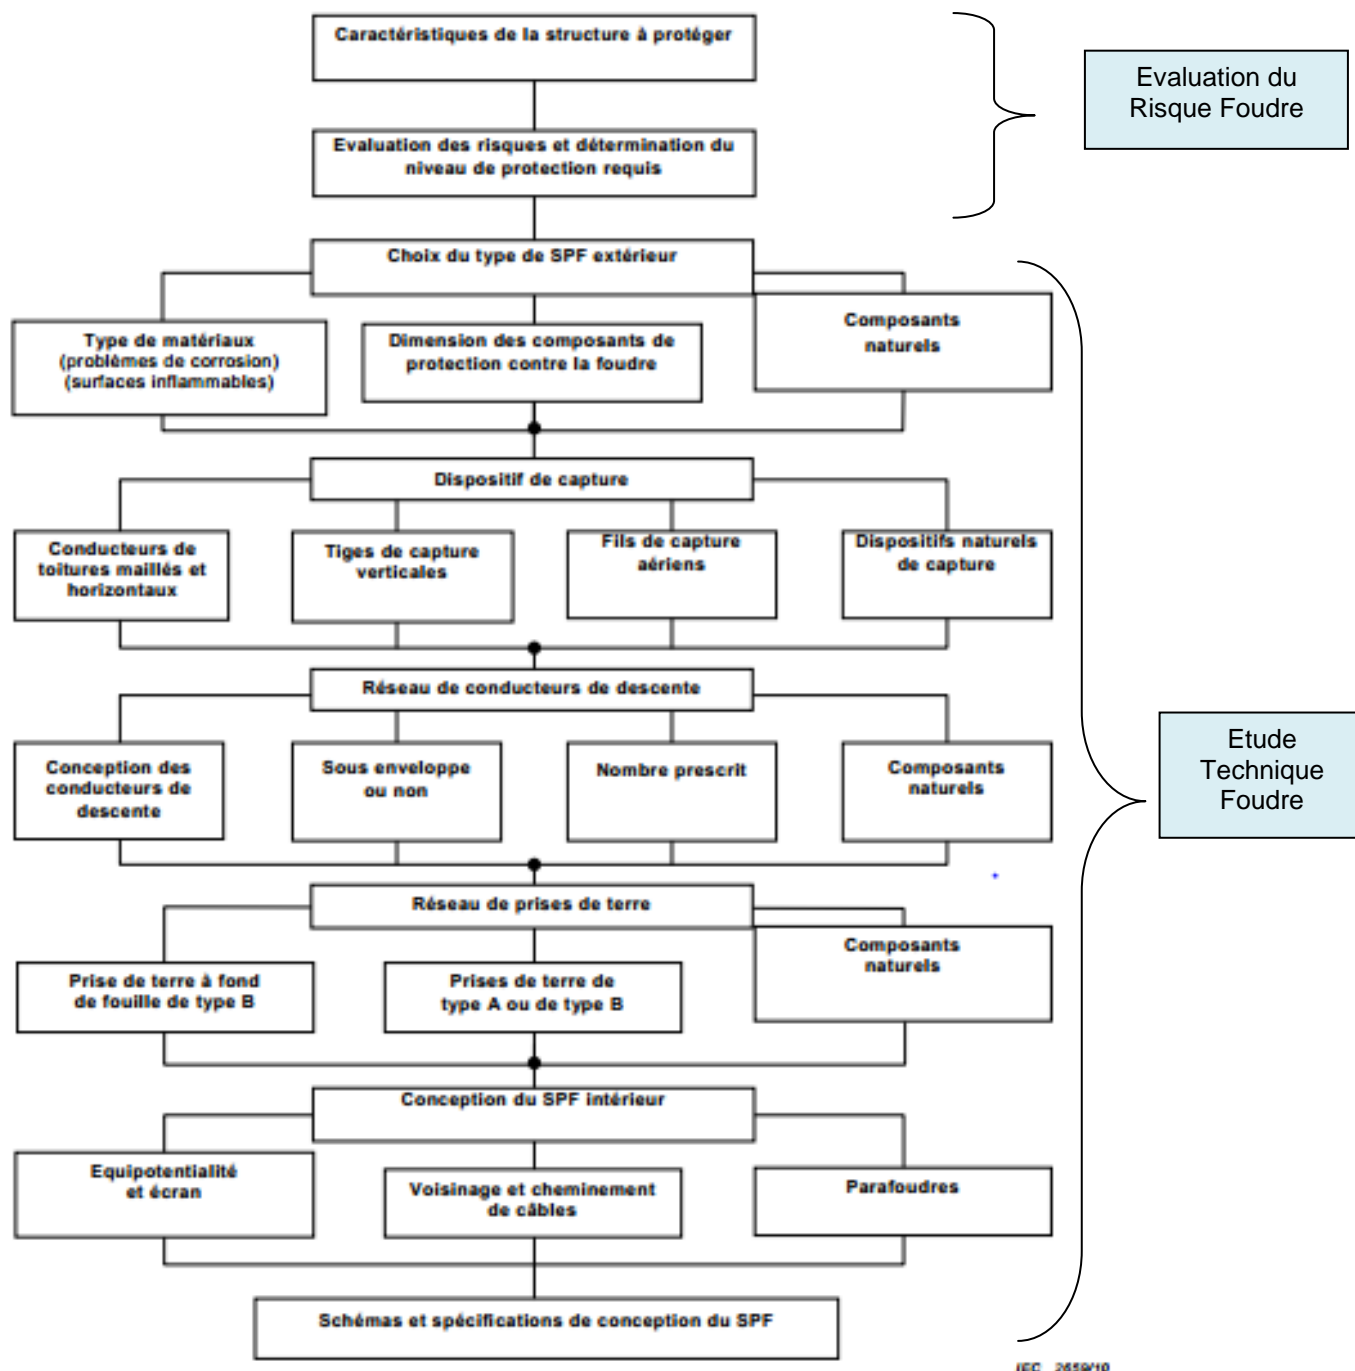 Caractéristiques de la structure à protéger
Evaluation du
Risque Foudre
Evaluation des risques et détermination du
niveau de protection requis
Choix du type de SPF extérieur
Type de matériaux
(problèmes de corrosion)
(surfaces inflammables)
Dimension des composants de
protection contre la foudre
Composants
naturels
Dispositif de capture
Conducteurs de
toitures maillés et
horizontaux
Tiges de capture
verticales
Fils de capture
aériens
Dispositifs naturels
de capture
Réseau de conducteurs de descente
Conception des
conducteurs de
descente
Sous enveloppe
ou non
Nombre prescrit
Composants
naturels
Etude
Technique
Foudre
Réseau de prises de terre
Prise de terre à fond
de fouille de type B
Prises de terre de
type A ou de type B
Composants
naturels
Conception du SPF intérieur
Equipotentialité
et écran
Voisinage et cheminement
de câbles
Parafoudres
Schémas et spécifications de conception du SPF
IEC 2659/10